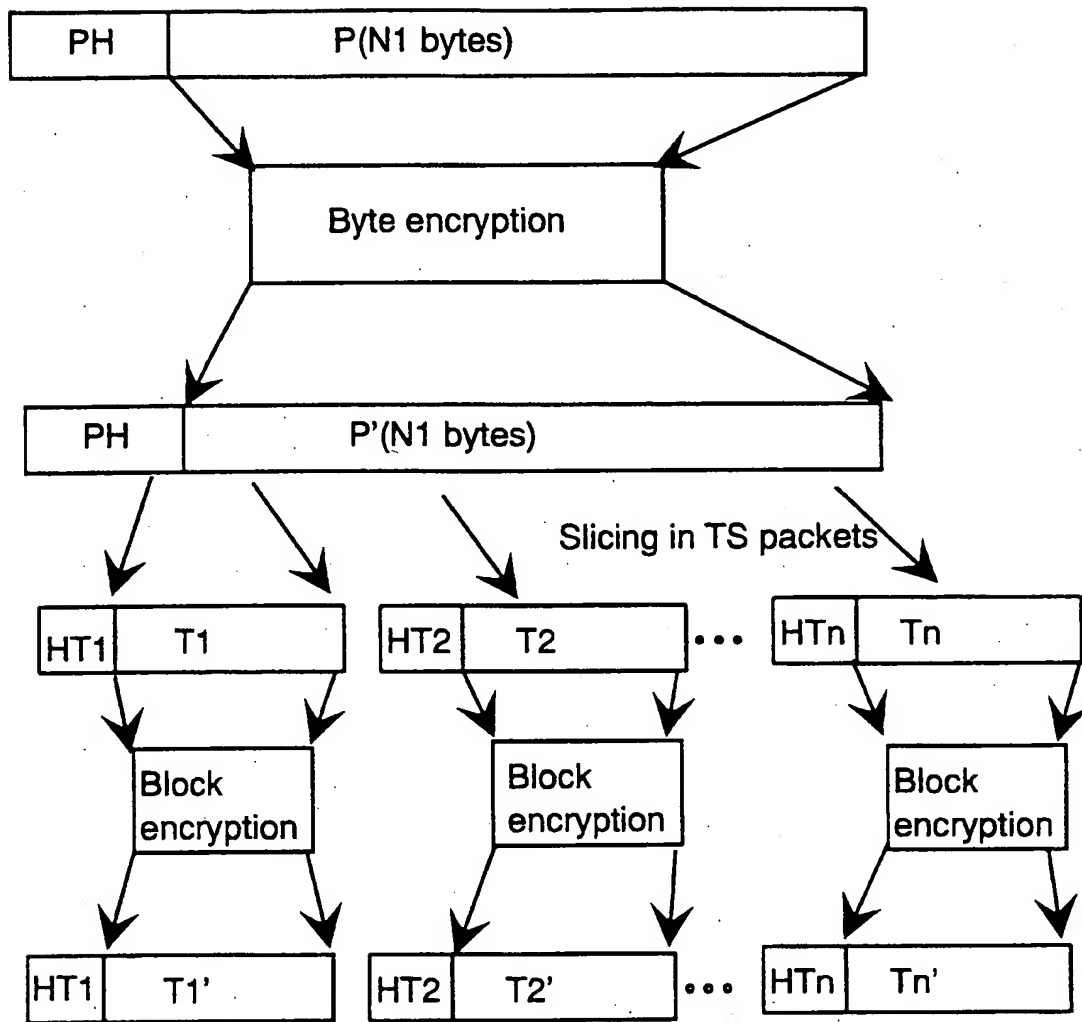 PH P(N1 bytes)
Byte encryption
PH P'(N1 bytes)
Slicing in TS packets
HT1 T1 HT2 T2 ••• HTn Tn
Block
encryption
Block
encryption
Block
encryption
HT1 T1' HT2 T2' ••• HTn Tn'